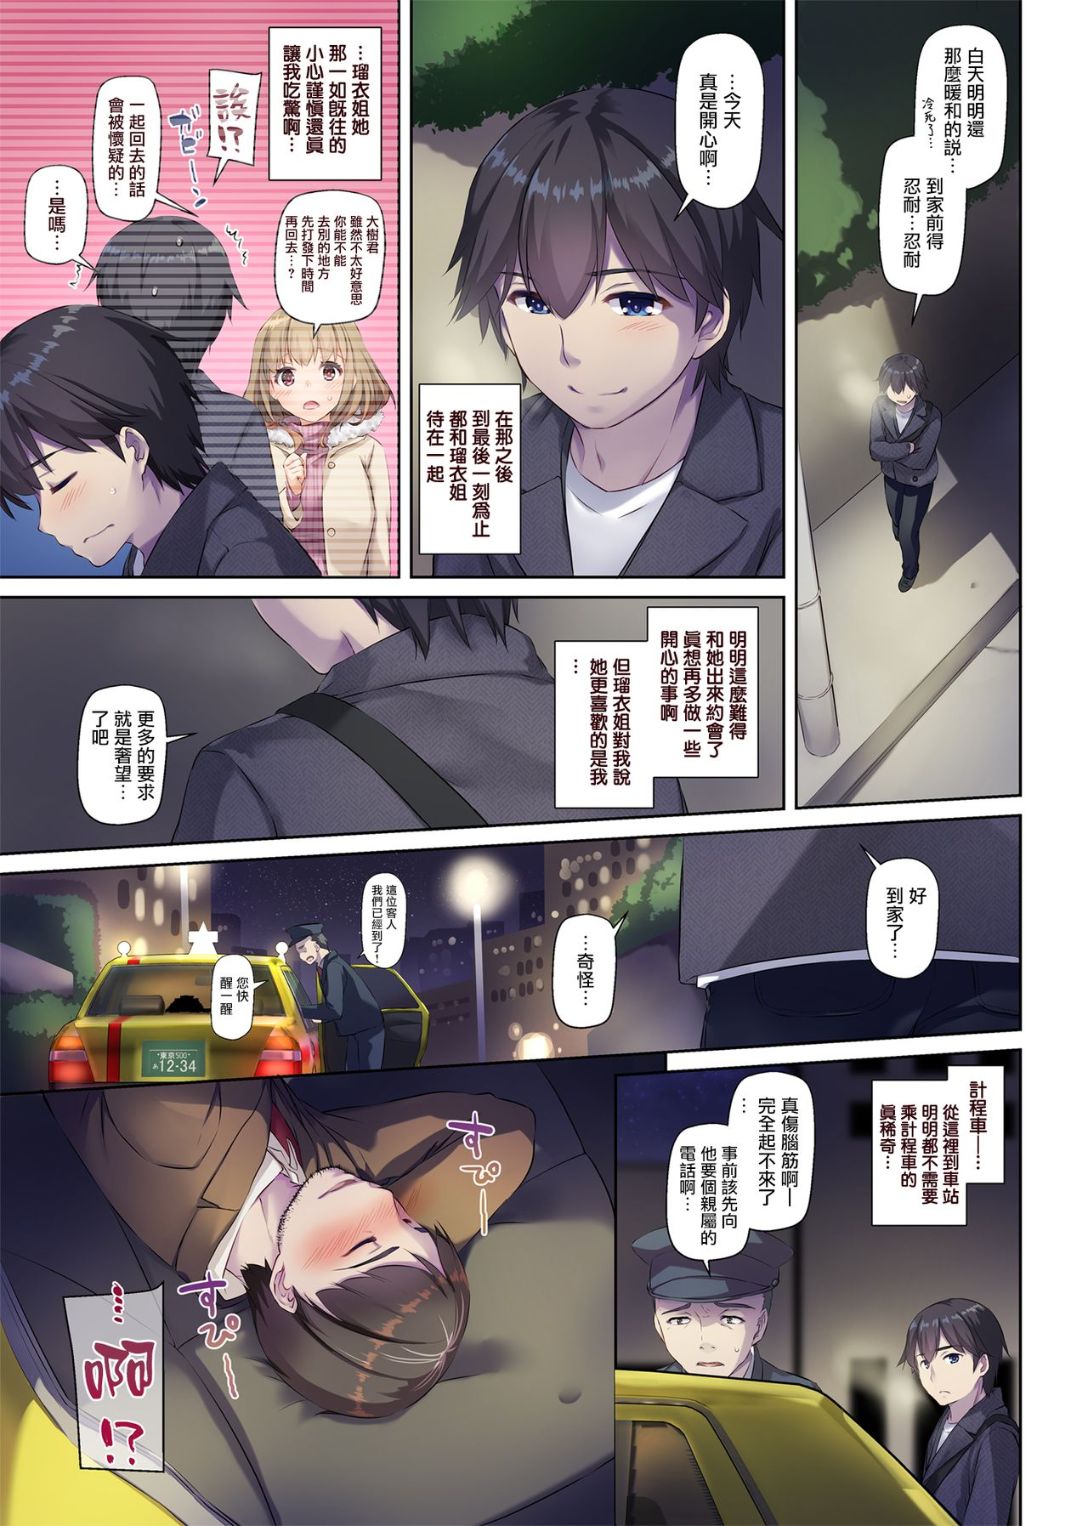 白天明明還
那麼暖和的說…
冷死了…
到家前得
忍耐…忍耐
…今天
真是開心啊…
在那之後
到最後一刻為止
都和瑠衣姐
待在一起
…瑠衣姐她
那一如既往的
小心謹慎還真
讓我吃驚啊…
誒!?
ガビーン
大樹君
雖然不太好意思
你能不能
去別的地方
先打發下時間
再回去…?
一起回去的話
會被懷疑的…
…是嗎…
明明這麼難得
和她出來約會了
真想再多做一些
開心的事啊
但瑠衣姐對我說
她更喜歡的是我
…
更多的要求
就是奢望…
了吧
好
到家了…
…奇怪…
這位客人
我們已經到了!
您快
醒一醒
東京500
あ12-34
計程車—…
從這裡到車站
明明都不需要
乘計程車的
真稀奇…
真傷腦筋啊—
完全起不來了
…
事前該先向
他要個親屬的
電話啊…
すぴー
すぴー
…啊!?